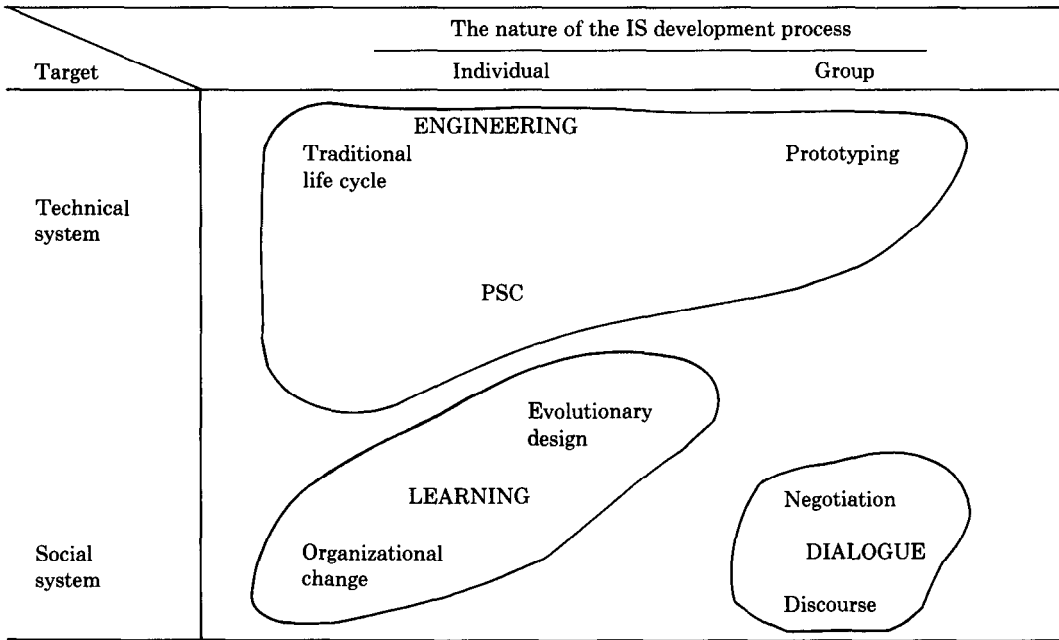 The nature of the IS development process
Target
Individual
Group
ENGINEERING
Traditional
life cycle
Prototyping
Technical
system
PSC
Evolutionary
design
LEARNING
Negotiation
Social
system
Organizational
change
DIALOGUE
Discourse